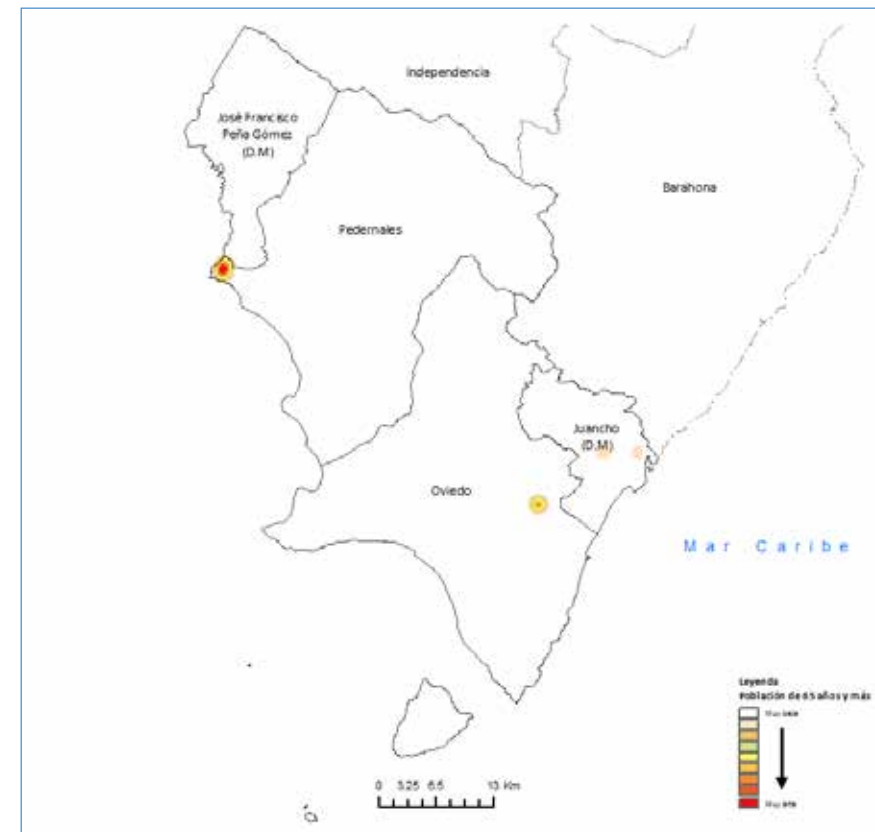 Independencia
José Francisco
Peña Gómez
(D.M)
Barahona
Pedernales
Juancho
(D.M)
Oviedo
Mar Caribe
Leyenda
Población de 65 años y más
Muy baja
Muy alta
0 3.25 6.5 13 Km